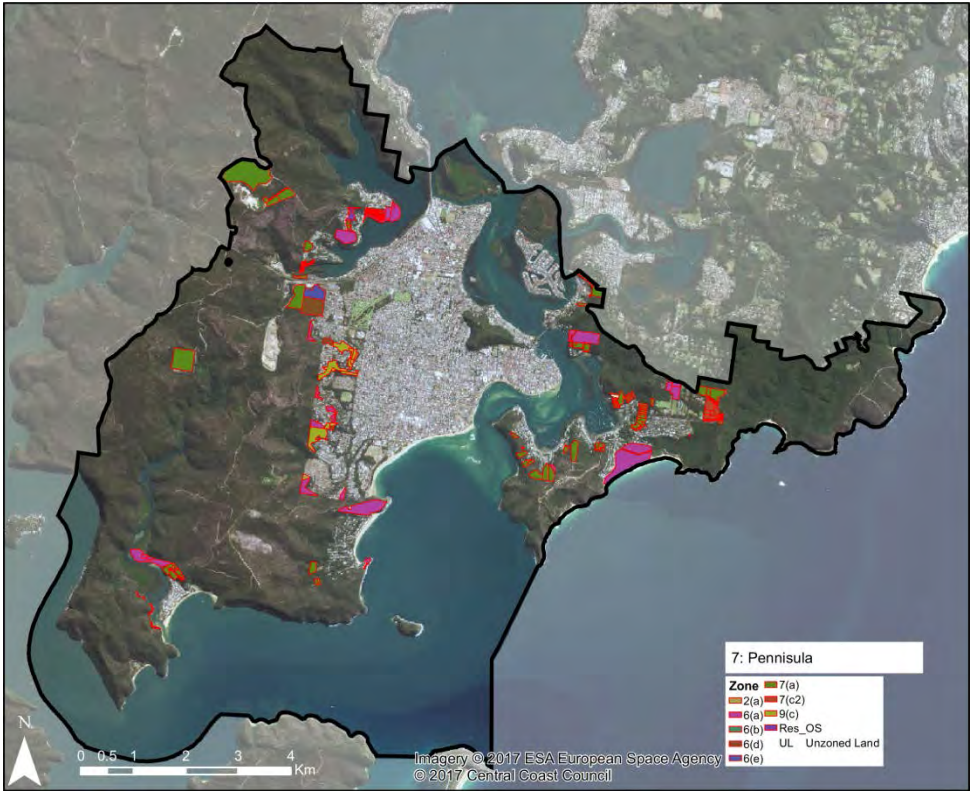 7: Pennisula
Zone
2(a)
6(a)
6(b)
6(d)
6(e)
7(a)
7(c2)
9(c)
Res_OS
UL Unzoned Land
N
0 0.5 1 2 3 4
Km
Imagery © 2017 ESA European Space Agency
© 2017 Central Coast Council